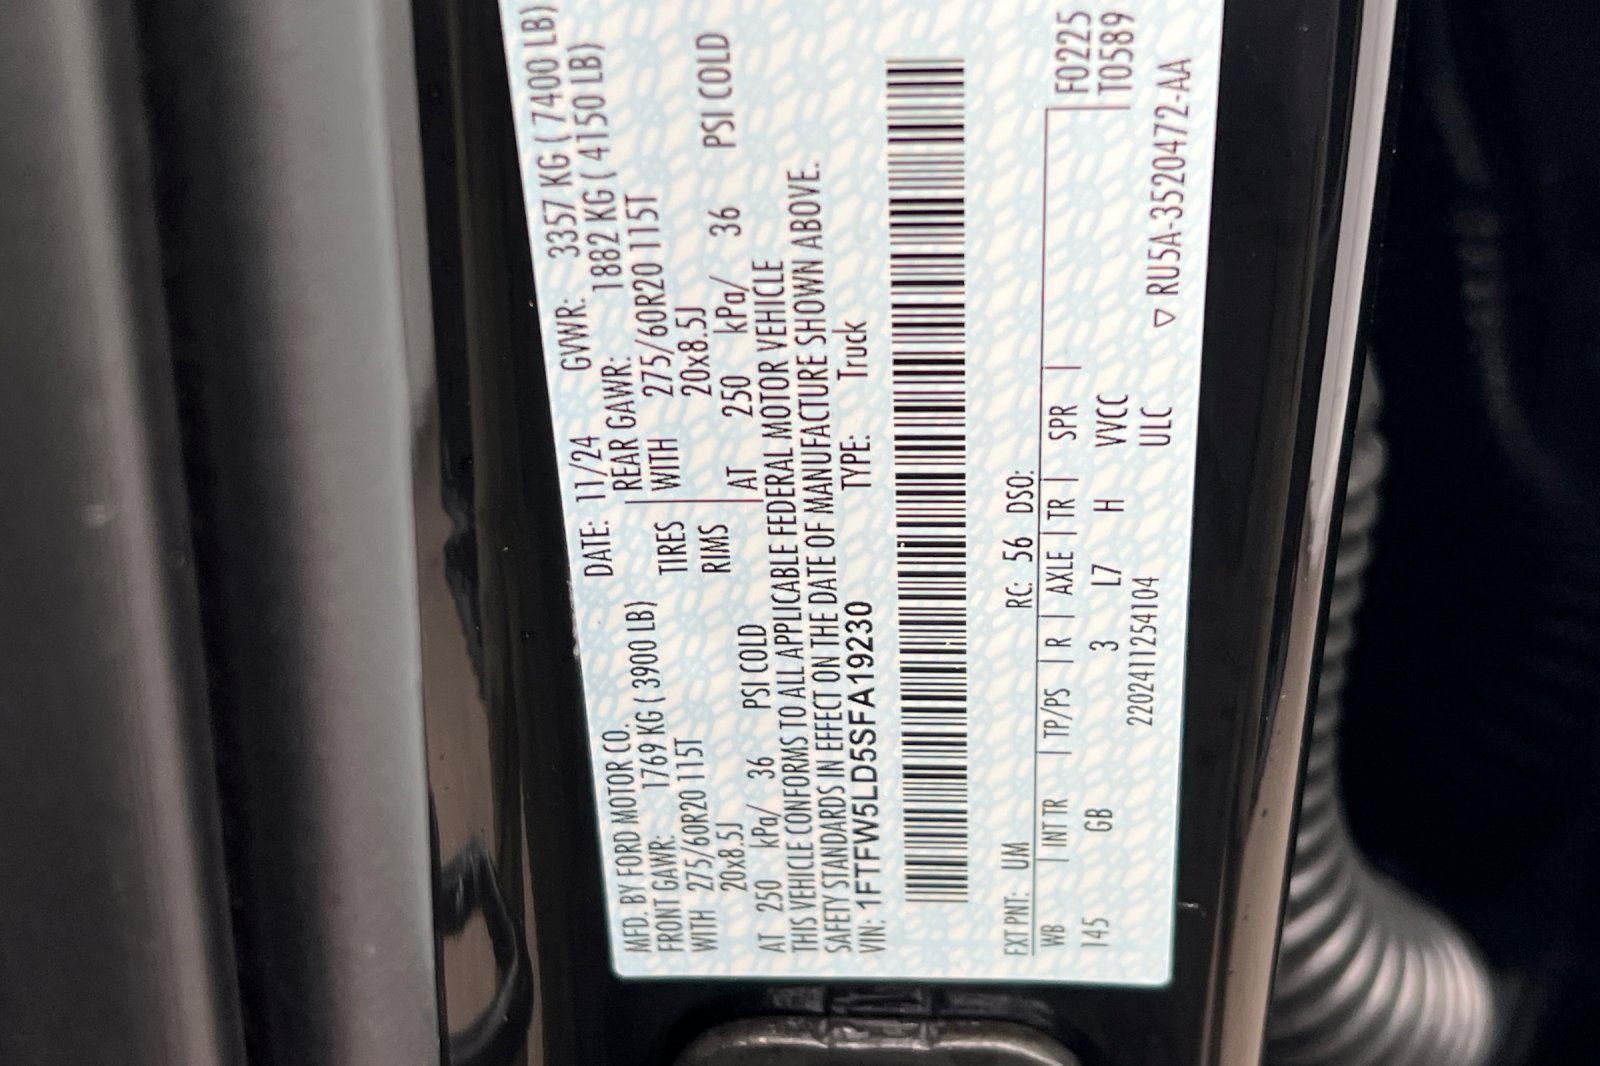 MFD. BY FORD MOTOR CO.
DATE: 11/24 GVWR: 3357 KG ( 7400 LB)
FRONT GAWR: 1769 KG ( 3900 LB) REAR GAWR: 1882 KG ( 4150 LB)
WITH 275/60R20 115T TIRES WITH 275/60R20 115T
20x8.5J RIMS 20x8.5J
AT 250 kPa/ 36 PSI COLD AT 250 kPa/ 36 PSI COLD
THIS VEHICLE CONFORMS TO ALL APPLICABLE FEDERAL MOTOR VEHICLE
SAFETY STANDARDS IN EFFECT ON THE DATE OF MANUFACTURE SHOWN ABOVE.
VIN: 1FTFW5LD5SFA19230 TYPE: Truck
EXT PNT: UM RC: 56 DSO: F0225
WB | INT TR | TP/PS | R | AXLE | TR | SPR | T0589
145 GB 3 L7 H VVCC
2202411254104 ULC
▽ RU5A-3520472-AA